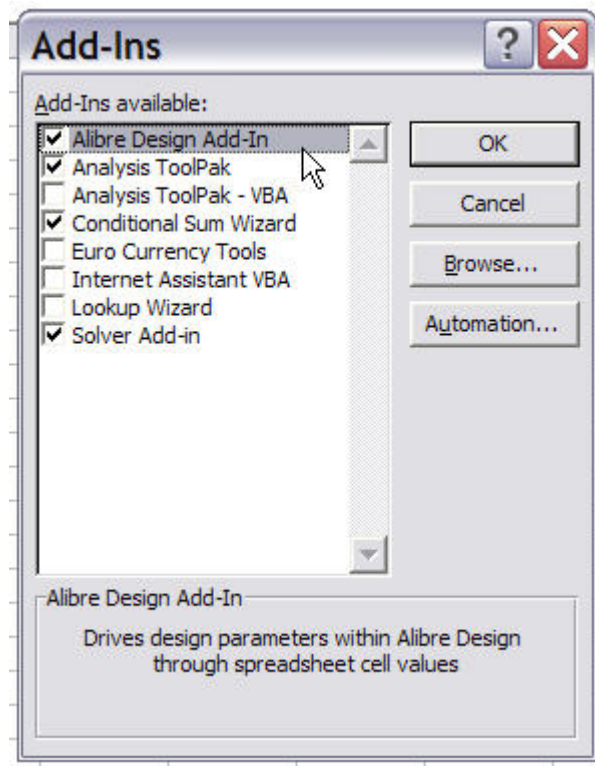 Add-Ins
Add-Ins available:
Alibre Design Add-In
Analysis ToolPak
Analysis ToolPak - VBA
Conditional Sum Wizard
Euro Currency Tools
Internet Assistant VBA
Lookup Wizard
Solver Add-in
OK
Cancel
Browse...
Automation...
Alibre Design Add-In
Drives design parameters within Alibre Design
through spreadsheet cell values